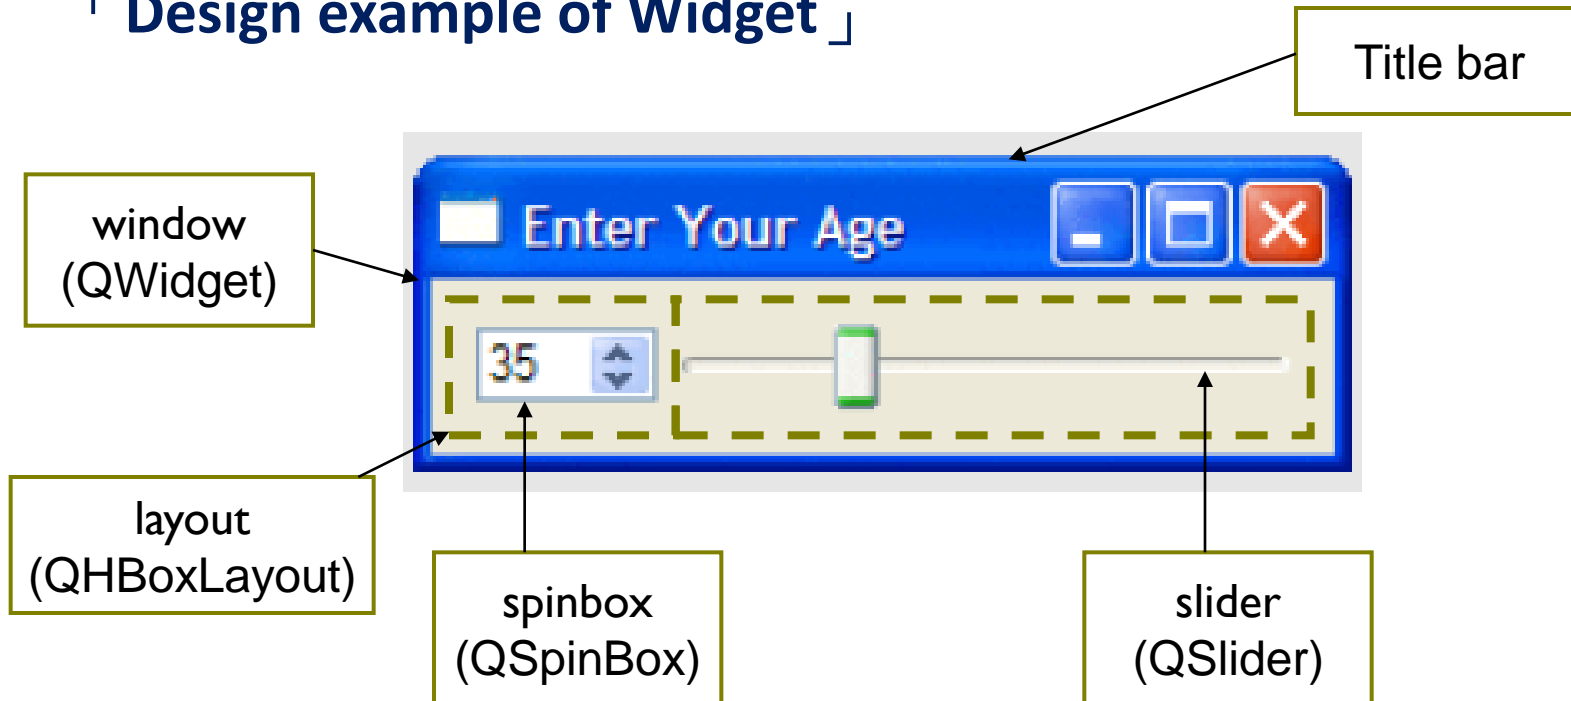 「Design example of Widget」
Title bar
window
(QWidget)
Enter Your Age
35
layout
(QHBoxLayout)
spinbox
(QSpinBox)
slider
(QSlider)